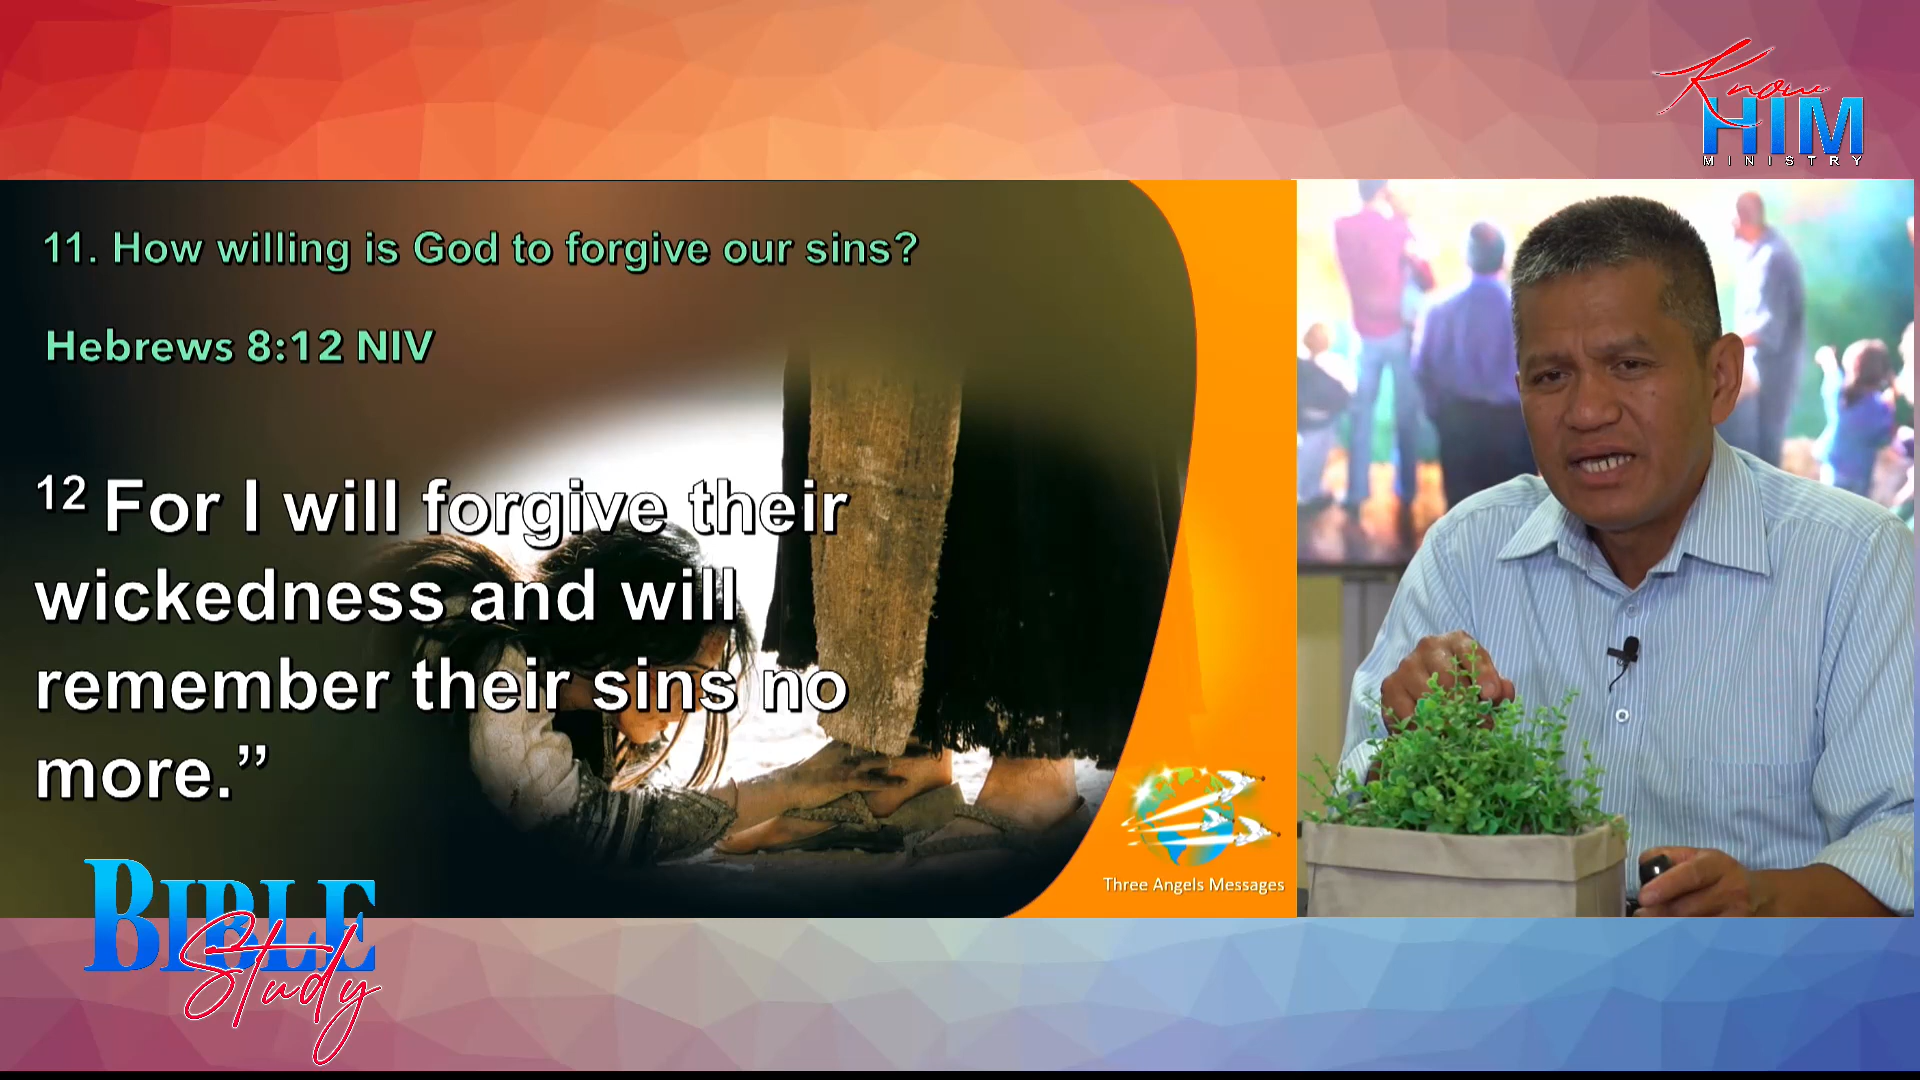 Know
HIM
MINISTRY
11. How willing is God to forgive our sins?
Hebrews 8:12 NIV
12 For I will forgive their
wickedness and will
remember their sins no
more.”
Three Angels Messages
BIBLE
Study